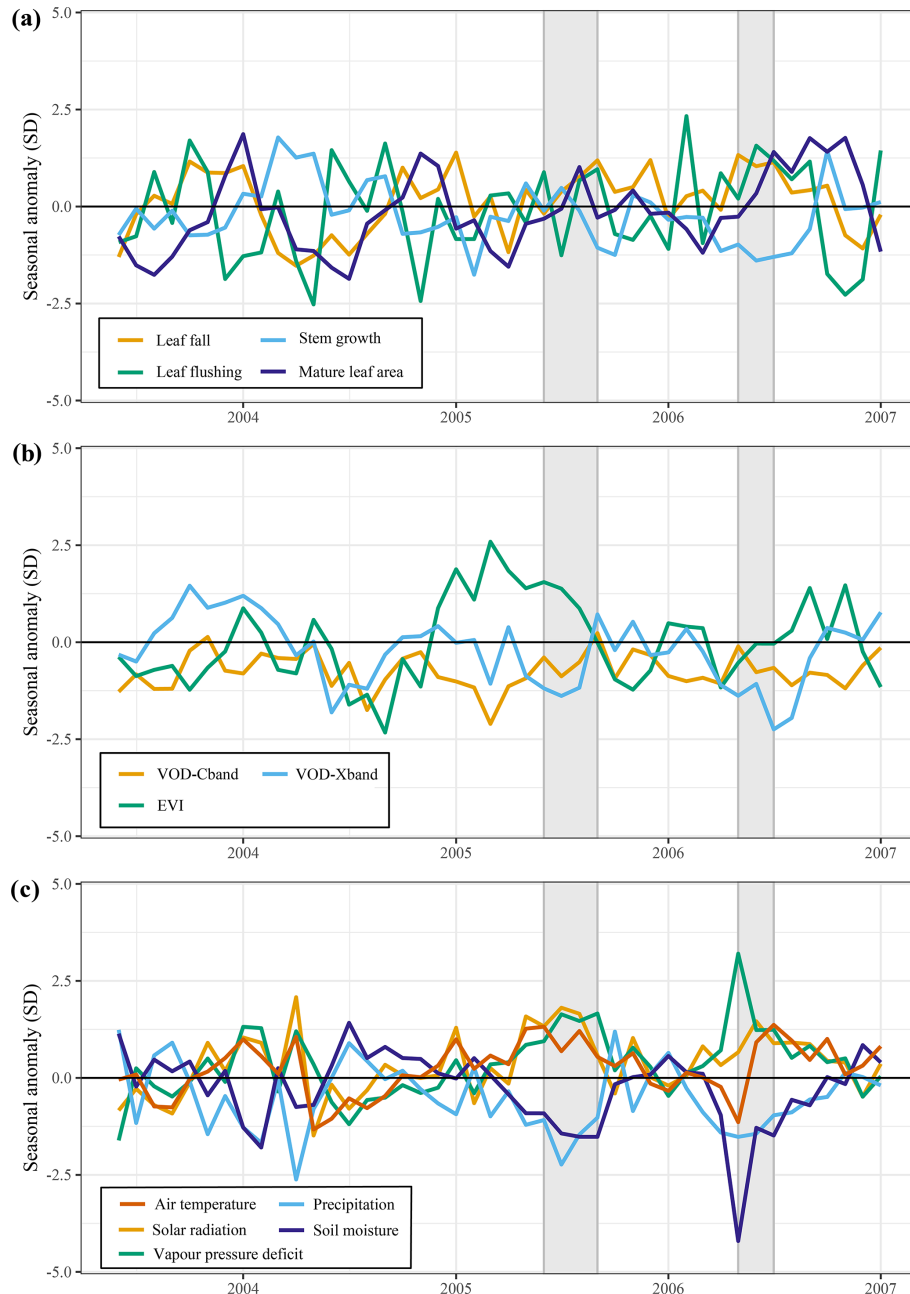 (a)
Seasonal anomaly (SD)
5.0
2.5
0.0
-2.5
-5.0
Leaf fall
Stem growth
Leaf flushing
Mature leaf area
2004
2005
2006
2007
(b)
Seasonal anomaly (SD)
5.0
2.5
0.0
-2.5
-5.0
VOD-Cband
VOD-Xband
EVI
2004
2005
2006
2007
(c)
Seasonal anomaly (SD)
5.0
2.5
0.0
-2.5
-5.0
Air temperature
Precipitation
Solar radiation
Soil moisture
Vapour pressure deficit
2004
2005
2006
2007